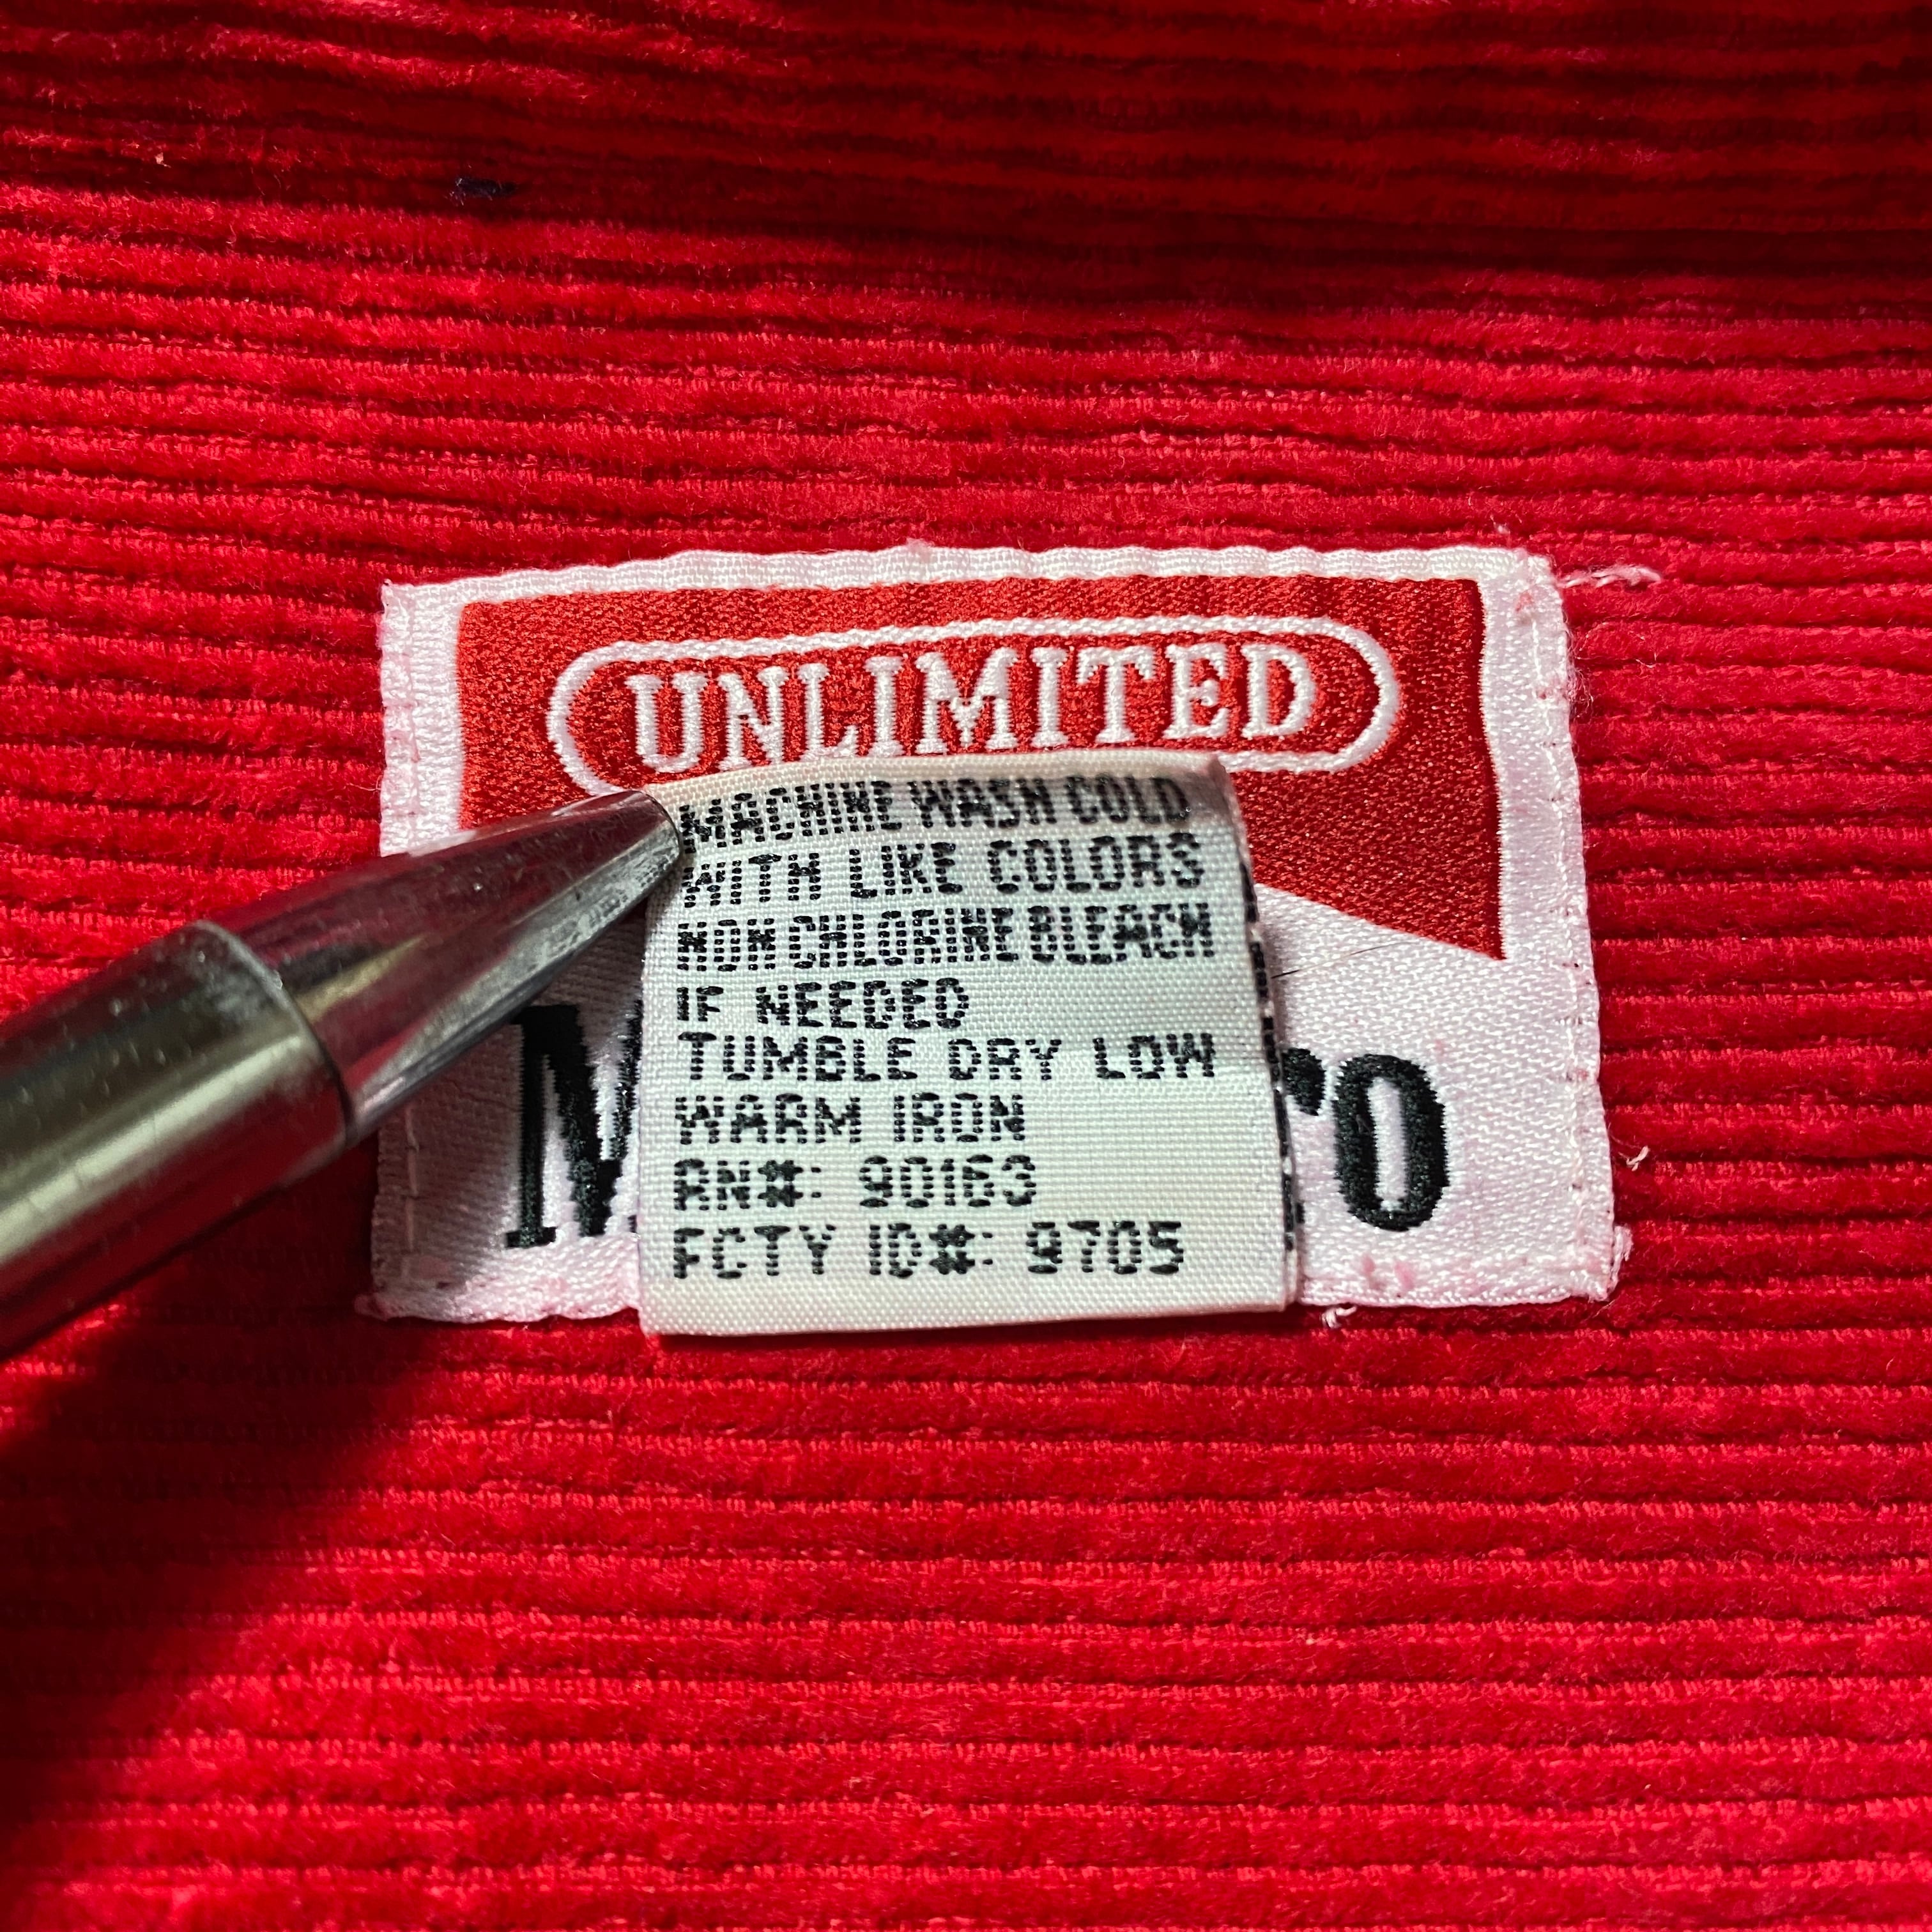 UNLIMITED
MACHINE WASH COLD
WITH LIKE COLORS
NON CHLORINE BLEACH
IF NEEDED
TUMBLE DRY LOW
WARM IRON
RN#: 90163
FCTY ID#: 9705